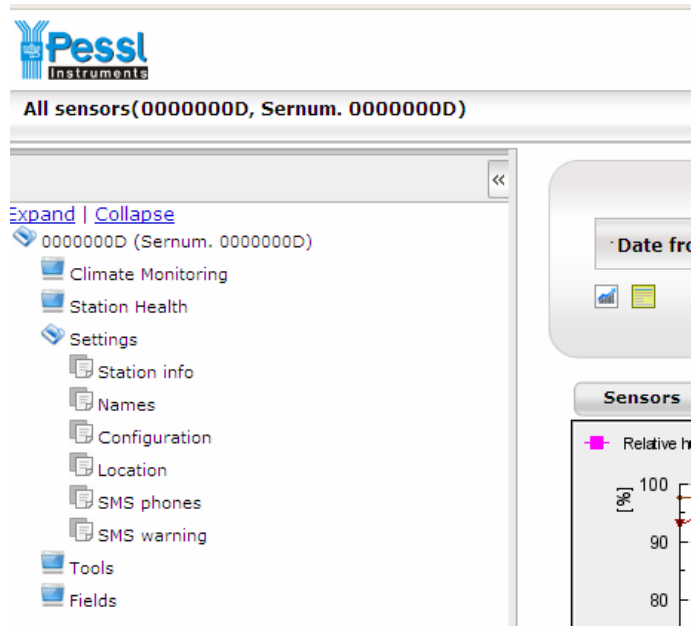 Pessl
Instruments
All sensors(0000000D, Sernum. 0000000D)
«
Expand | Collapse
0000000D (Sernum. 0000000D)
Climate Monitoring
Station Health
Settings
Station info
Names
Configuration
Location
SMS phones
SMS warning
Tools
Fields
Date fro
Sensors
Relative h
[%]
100
90
80